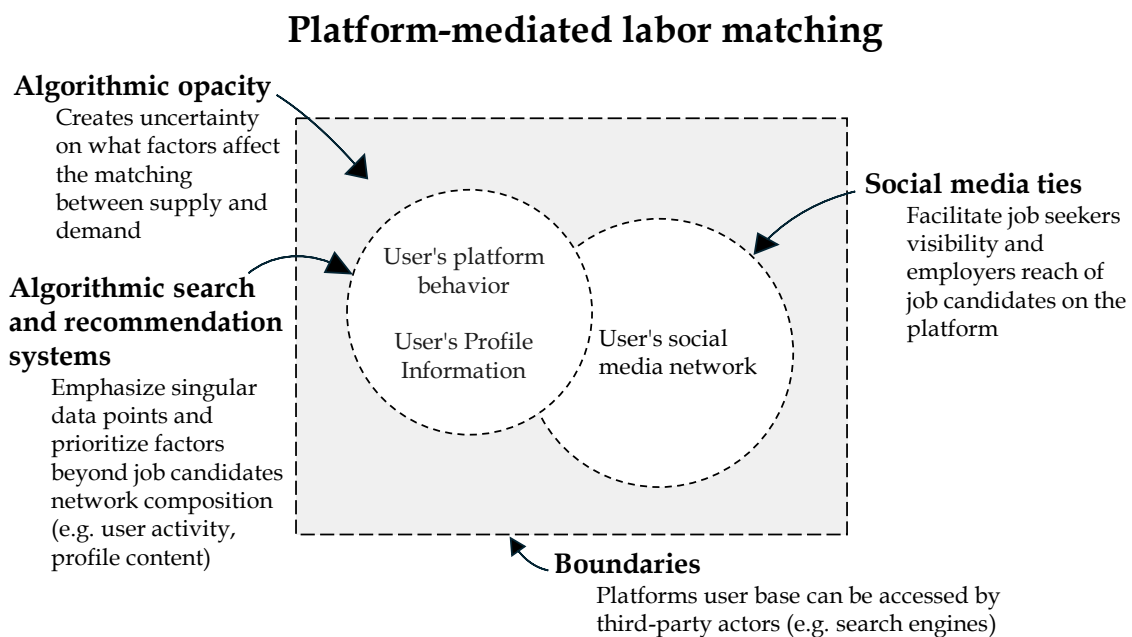 Platform-mediated labor matching
Algorithmic opacity
Creates uncertainty
on what factors affect
the matching
between supply and
demand
Algorithmic search
and recommendation
systems
Emphasize singular
data points and
prioritize factors
beyond job candidates
network composition
(e.g. user activity,
profile content)
User's platform
behavior
User's Profile
Information
User's social
media network
Social media ties
Facilitate job seekers
visibility and
employers reach of
job candidates on the
platform
Boundaries
Platforms user base can be accessed by
third-party actors (e.g. search engines)